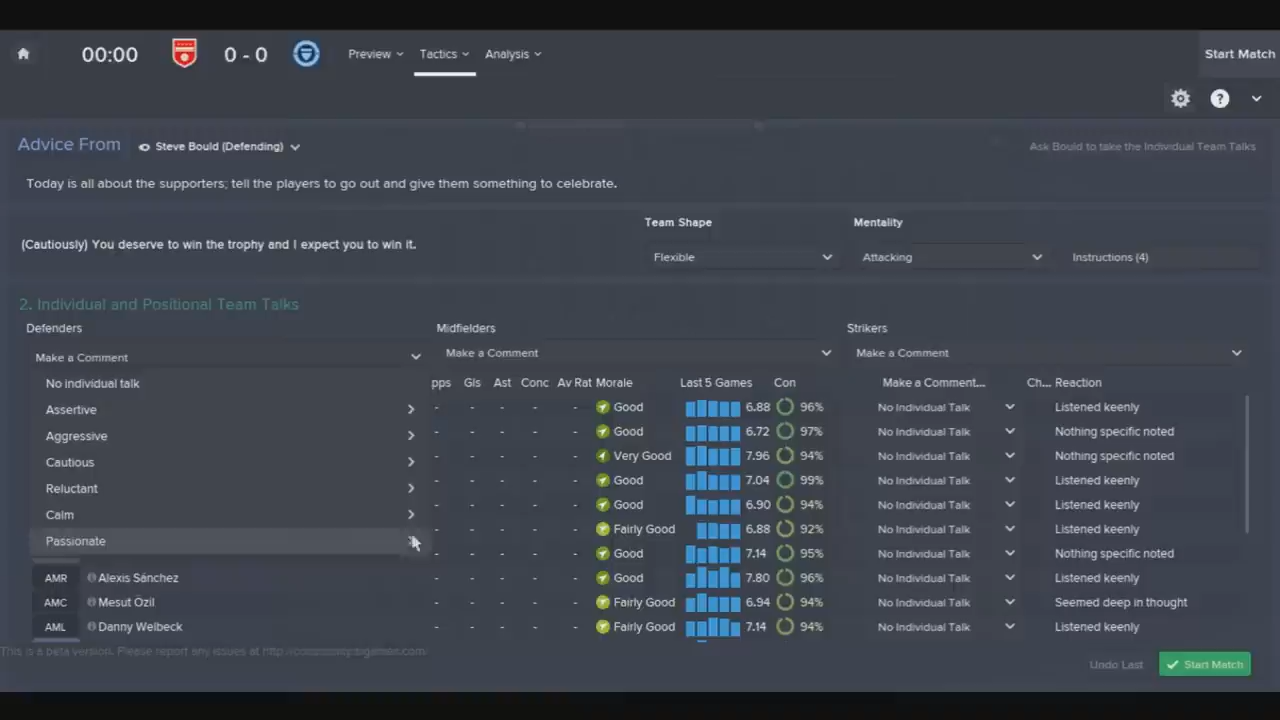 00:00
0 - 0
Preview
Tactics
Analysis
Start Match
Advice From
Steve Bould (Defending)
Ask Bould to take the Individual Team Talks
Today is all about the supporters; tell the players to go out and give them something to celebrate.
Team Shape
Mentality
(Cautiously) You deserve to win the trophy and I expect you to win it.
Flexible
Attacking
Instructions (4)
2. Individual and Positional Team Talks
Defenders
Midfielders
Strikers
Make a Comment
Make a Comment
Make a Comment
No individual talk
Assertive
Aggressive
Cautious
Reluctant
Calm
Passionate
pps Gls Ast Conc Av Rat Morale Last 5 Games Con Make a Comment... Ch... Reaction
- - - - - Good 6.88 96% No Individual Talk Listened keenly
- - - - - Good 6.72 97% No Individual Talk Nothing specific noted
- - - - - Very Good 7.96 94% No Individual Talk Nothing specific noted
- - - - - Good 7.04 99% No Individual Talk Listened keenly
- - - - - Good 6.90 94% No Individual Talk Listened keenly
- - - - - Fairly Good 6.88 92% No Individual Talk Listened keenly
- - - - - Good 7.14 95% No Individual Talk Nothing specific noted
AMR Alexis Sánchez - - - - - Good 7.80 96% No Individual Talk Listened keenly
AMC Mesut Özil - - - - - Fairly Good 6.94 94% No Individual Talk Seemed deep in thought
AML Danny Welbeck - - - - - Fairly Good 7.14 94% No Individual Talk Listened keenly
This is a beta version. Please report any issues at
Undo Last
Start Match